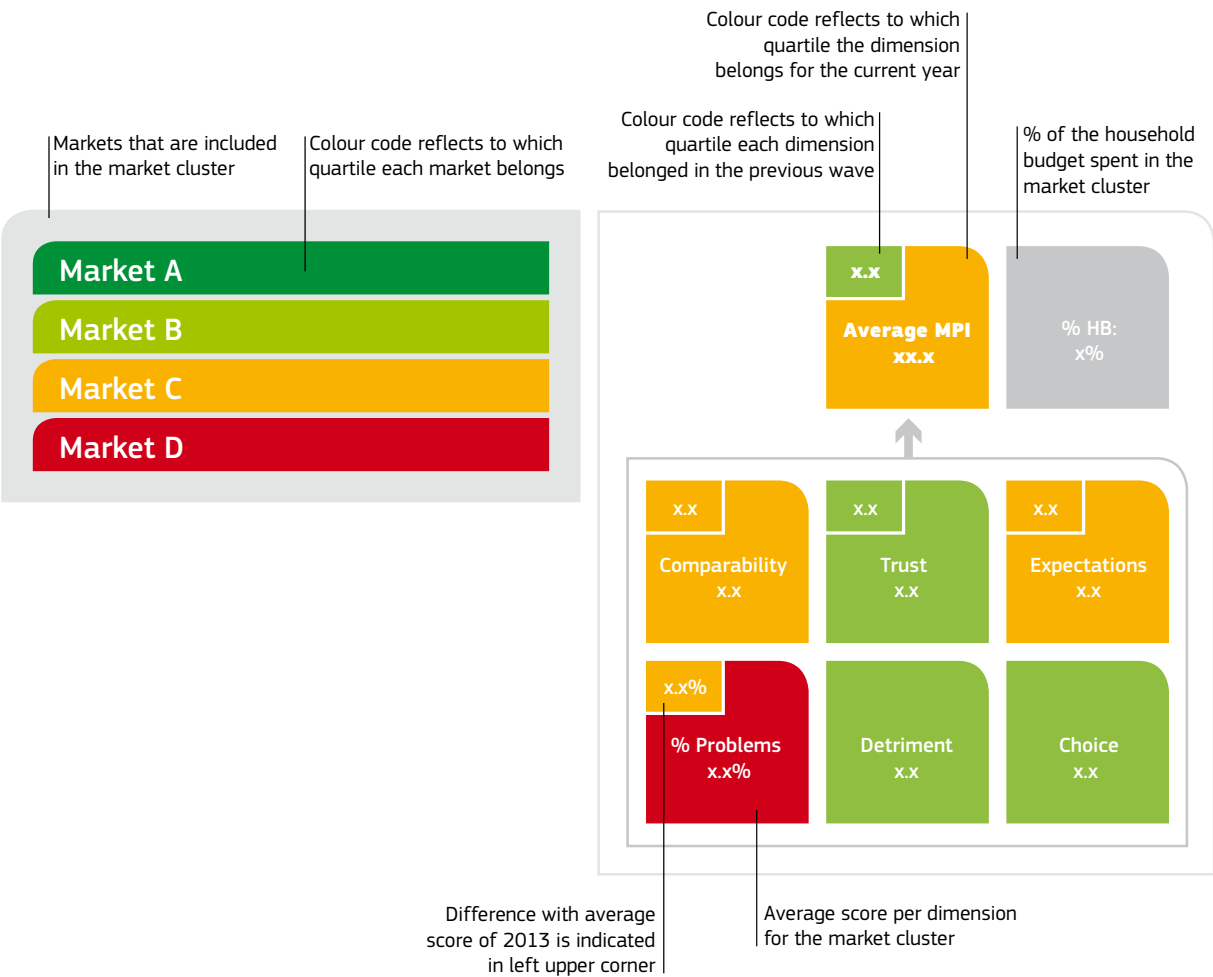 Colour code reflects to which
quartile the dimension
belongs for the current year
Colour code reflects to which
quartile each dimension
belonged in the previous wave
% of the household
budget spent in the
market cluster
Markets that are included
in the market cluster
Colour code reflects to which
quartile each market belongs
Market A
Market B
Market C
Market D
x.x
Average MPI
xx.x
% HB:
x%
x.x
Comparability
x.x
x.x
Trust
x.x
x.x
Expectations
x.x
x.x%
% Problems
x.x%
Detriment
x.x
Choice
x.x
Difference with average
score of 2013 is indicated
in left upper corner
Average score per dimension
for the market cluster